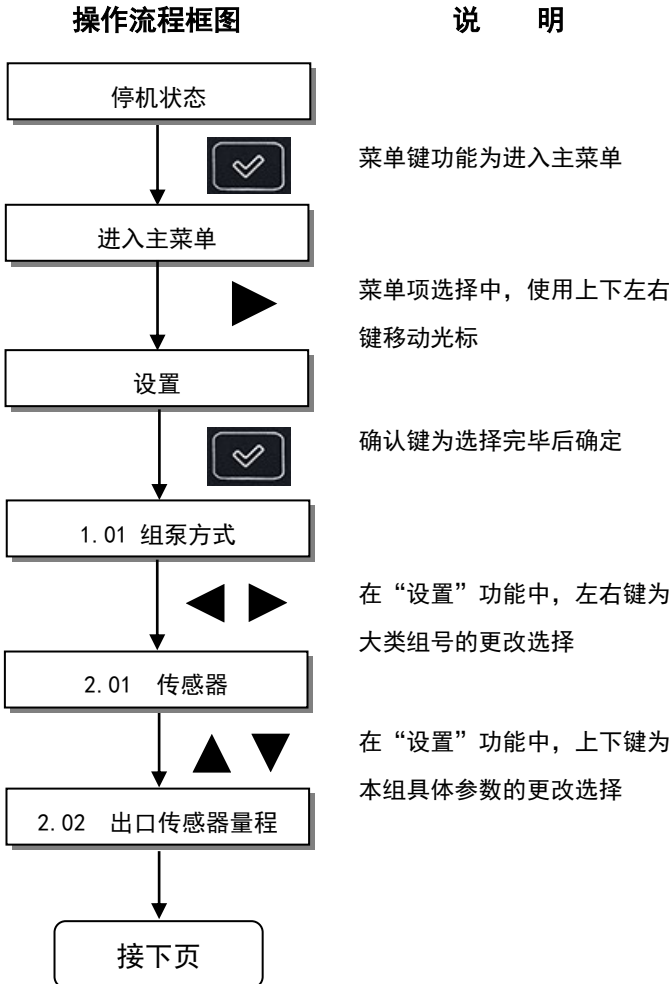 操作流程框图 说 明
停机状态
菜单键功能为进入主菜单
进入主菜单
菜单项选择中，使用上下左右
键移动光标
设置
确认键为选择完毕后确定
1.01 组泵方式
在“设置”功能中，左右键为
大类组号的更改选择
2.01 传感器
在“设置”功能中，上下键为
本组具体参数的更改选择
2.02 出口传感器量程
接下页